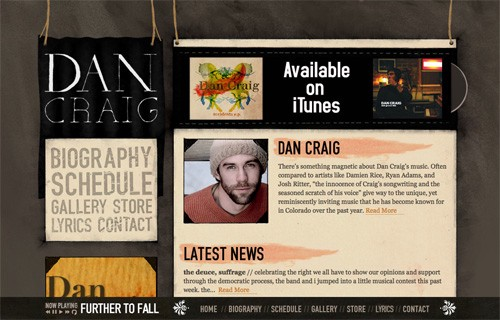 DAN
CRAIG
BIOGRAPHY
SCHEDULE
GALLERY STORE
LYRICS CONTACT
Dan
Dan Craig
Available
on
iTunes
DAN CRAIG
DAN CRAIG
There's something magnetic about Dan Craig's music. Often
compared to artists like Damien Rice, Ryan Adams, and
Josh Ritter, "the innocence of Craig's songwriting and the
seasoned scratch of his voice" give way to the unique, yet
reminiscently inviting music that he has become known for
in Colorado over the past year. Read More
LATEST NEWS
the deuce, suffrage // celebrating the right we all have to show our opinions and support
through the democratic process, the band and i jumped into a little musical contest this past
week, the... Read More
NOW PLAYING
FURTHER TO FALL
HOME // BIOGRAPHY // SCHEDULE // GALLERY // STORE // LYRICS // CONTACT